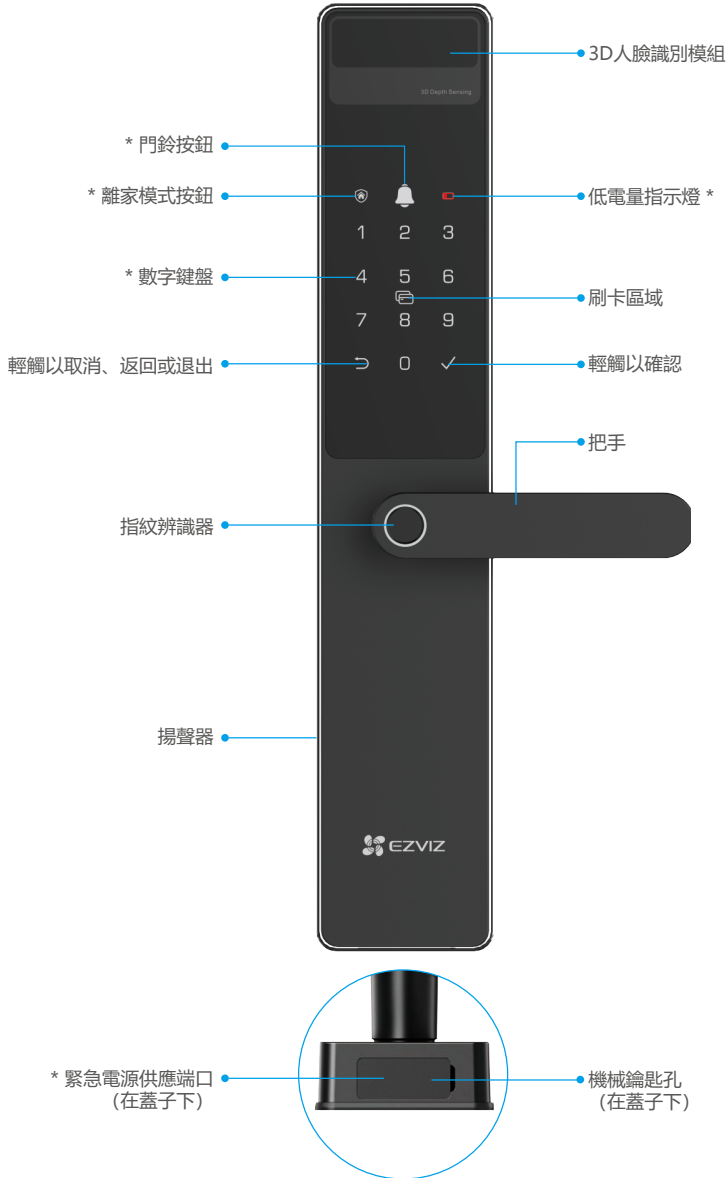 3D人臉識別模組
3D Depth Sensing
* 門鈴按鈕
* 離家模式按鈕
低電量指示燈 *
1 2 3
* 數字鍵盤
4 5 6
刷卡區域
7 8 9
輕觸以取消、返回或退出
0
輕觸以確認
把手
指紋辨識器
揚聲器
EZVIZ
* 緊急電源供應端口
(在蓋子下)
機械鑰匙孔
(在蓋子下)